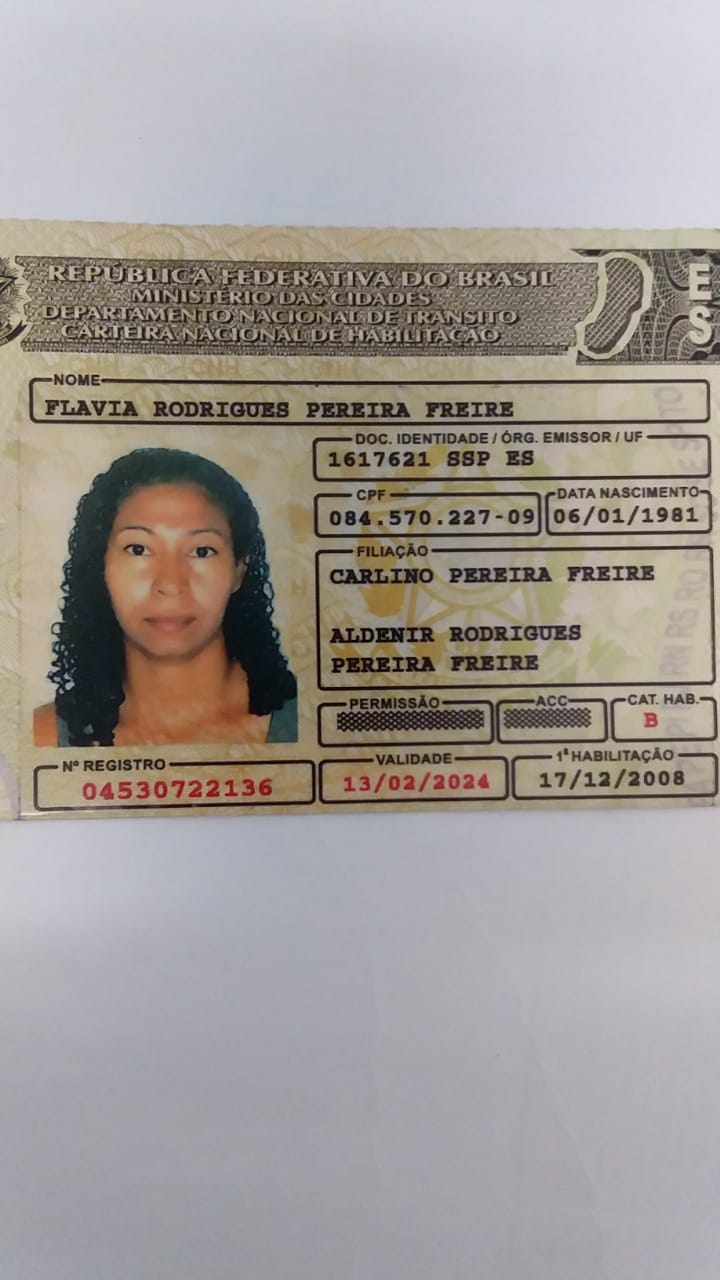 REPÚBLICA FEDERATIVA DO BRASIL
MINISTÉRIO DAS CIDADES
DEPARTAMENTO NACIONAL DE TRÂNSITO
CARTEIRA NACIONAL DE HABILITAÇÃO
ES
NOME
FLAVIA RODRIGUES PEREIRA FREIRE
DOC. IDENTIDADE / ÓRG. EMISSOR / UF
1617621 SSP ES
CPF
084.570.227-09
DATA NASCIMENTO
06/01/1981
FILIAÇÃO
CARLINO PEREIRA FREIRE
ALDENIR RODRIGUES
PEREIRA FREIRE
PERMISSÃO
ACC
CAT. HAB.
B
Nº REGISTRO
04530722136
VALIDADE
13/02/2024
1ª HABILITAÇÃO
17/12/2008